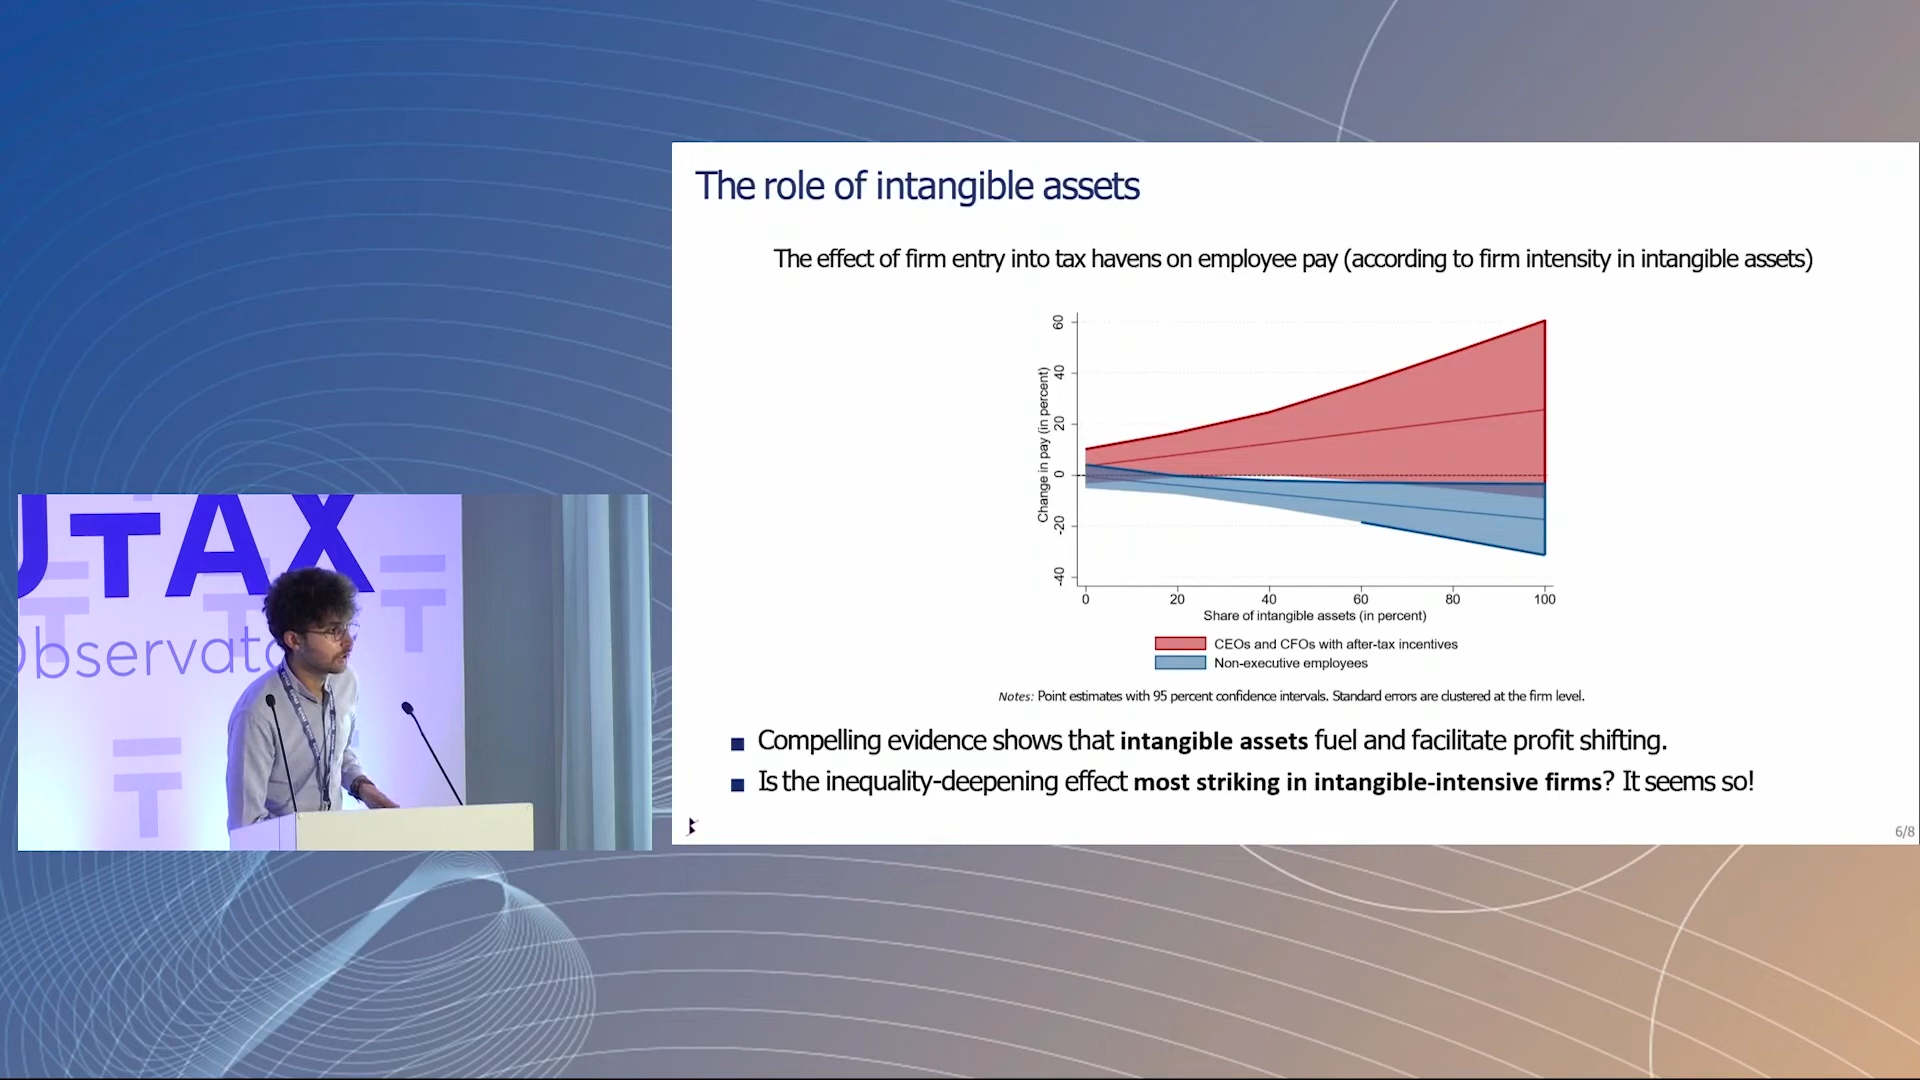 The role of intangible assets
The effect of firm entry into tax havens on employee pay (according to firm intensity in intangible assets)
Change in pay (in percent)
60
40
20
0
-20
-40
0 20 40 60 80 100
Share of intangible assets (in percent)
CEOs and CFOs with after-tax incentives
Non-executive employees
Notes: Point estimates with 95 percent confidence intervals. Standard errors are clustered at the firm level.
■ Compelling evidence shows that intangible assets fuel and facilitate profit shifting.
■ Is the inequality-deepening effect most striking in intangible-intensive firms? It seems so!
6/8
UTAX
Observato